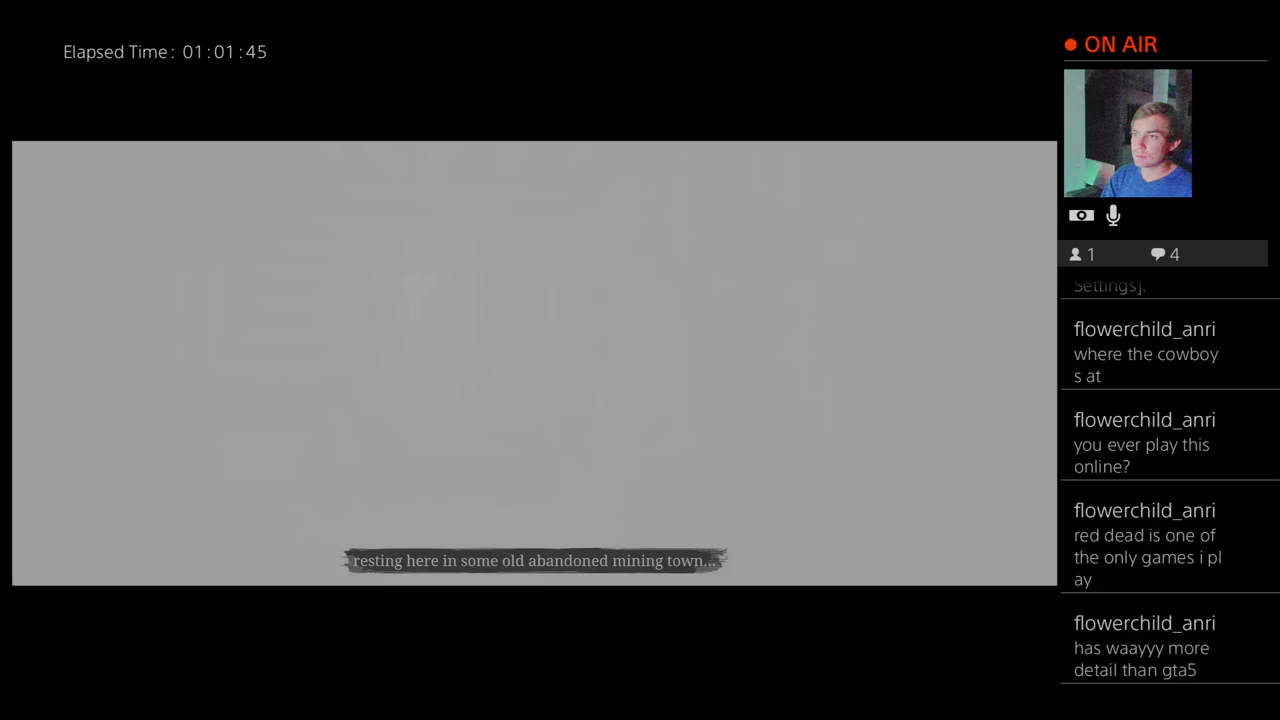 Elapsed Time: 01:01:45
ON AIR
1
4
Settings].
flowerchild_anri
where the cowboy
s at
flowerchild_anri
you ever play this
online?
flowerchild_anri
red dead is one of
the only games i pl
ay
flowerchild_anri
has waayyy more
detail than gta5
resting here in some old abandoned mining town...